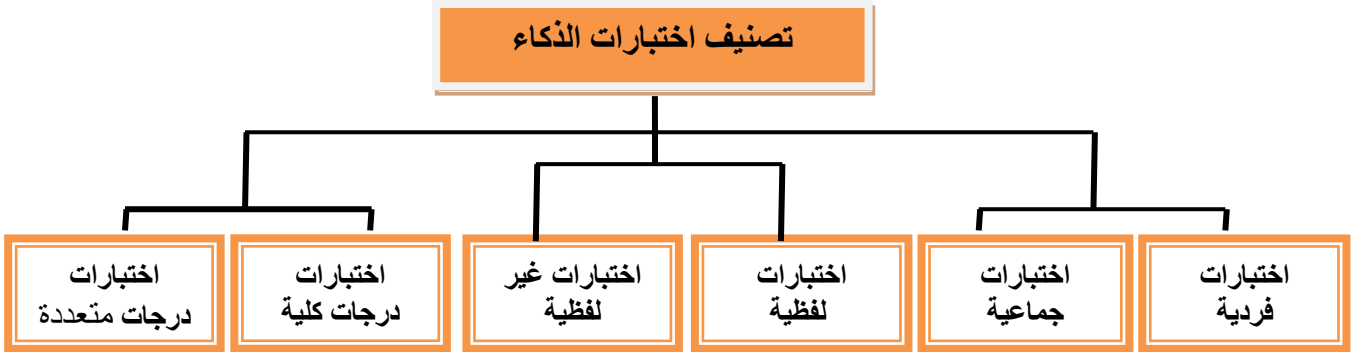 تصنيف اختبارات الذكاء
اختبارات
فردية
اختبارات
جماعية
اختبارات
لفظية
اختبارات غير
لفظية
اختبارات
درجات كلية
اختبارات
درجات متعددة